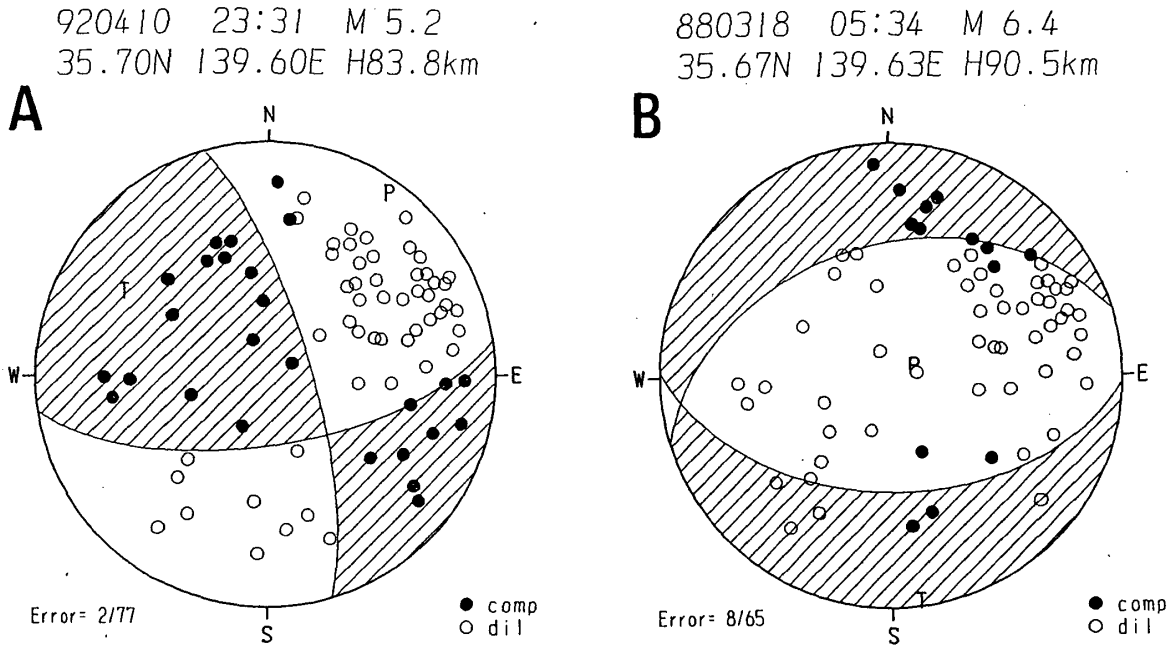 920410 23:31 M 5.2
35.70N 139.60E H83.8km
A
N
P
T
W
E
S
Error= 2/77
● comp
○ dil
880318 05:34 M 6.4
35.67N 139.63E H90.5km
B
N
P
W
E
T
S
Error= 8/65
● comp
○ dil